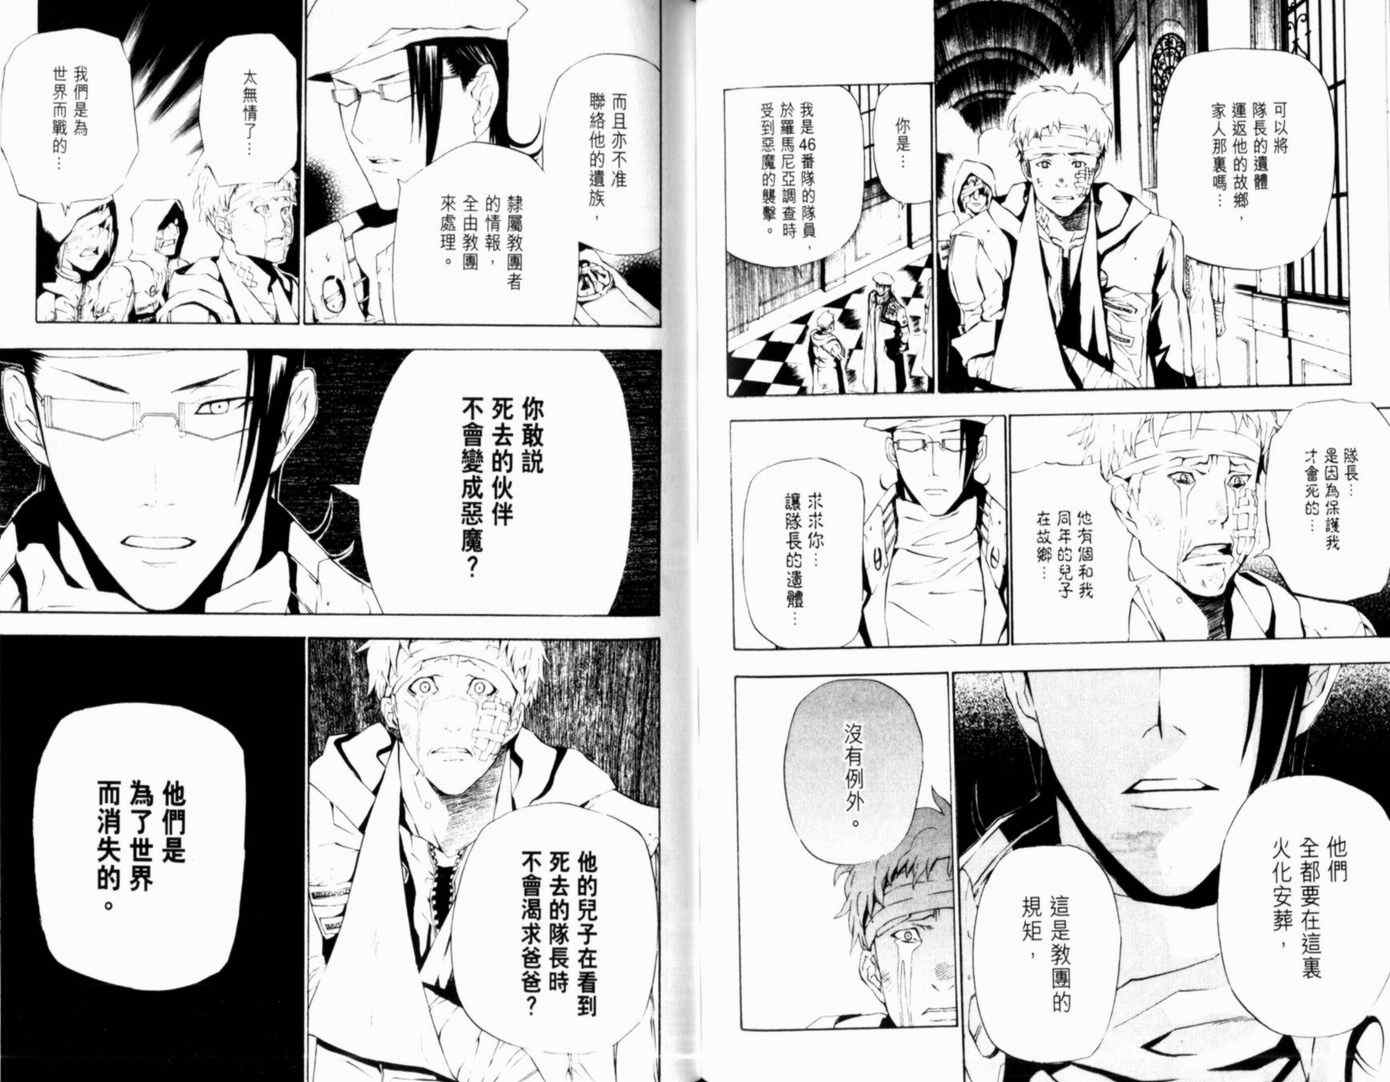 可以將
隊長的遺體
運返他的故鄉，
家人那裏嗎…
你是…
我是46番隊的隊員，
於羅馬尼亞調查時
受到惡魔的襲擊。
隊長…
是因為保護我
才會死的…
他有個和我
同年的兒子
在故鄉…
求求你…
讓隊長的遺體…
他們
全都要在這裏
火化安葬，
這是教團的
規矩，
沒有例外。
而且亦不准
聯絡他的遺族，
隸屬教團者
的情報，
全由教團
來處理。
太無情了…
我們是為
世界而戰的…
你敢説
死去的伙伴
不會變成惡魔？
他的兒子在看到
死去的隊長時
不會渴求爸爸？
他們是
為了世界
而消失的。